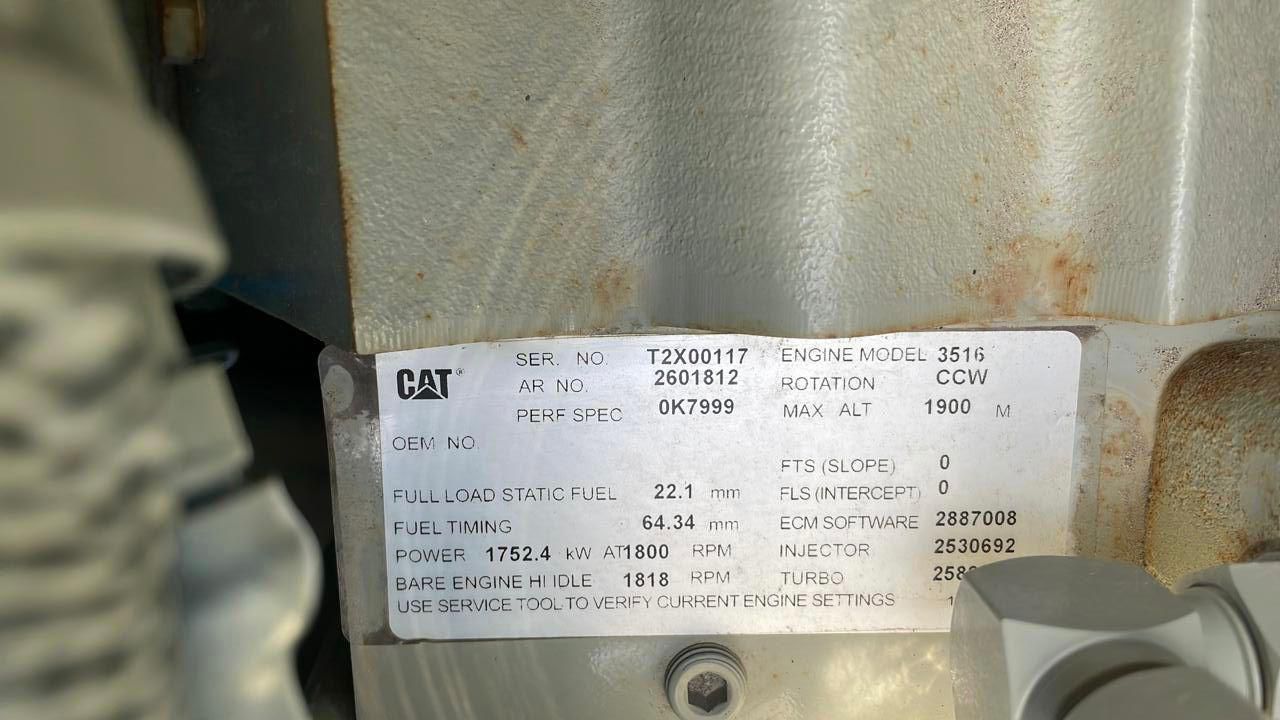 CAT®
SER. NO. T2X00117 ENGINE MODEL 3516
AR NO. 2601812 ROTATION CCW
PERF SPEC 0K7999 MAX ALT 1900 M
OEM NO.
FTS (SLOPE) 0
FULL LOAD STATIC FUEL 22.1 mm FLS (INTERCEPT) 0
FUEL TIMING 64.34 mm ECM SOFTWARE 2887008
POWER 1752.4 kW AT 1800 RPM INJECTOR 2530692
BARE ENGINE HI IDLE 1818 RPM TURBO
USE SERVICE TOOL TO VERIFY CURRENT ENGINE SETTINGS